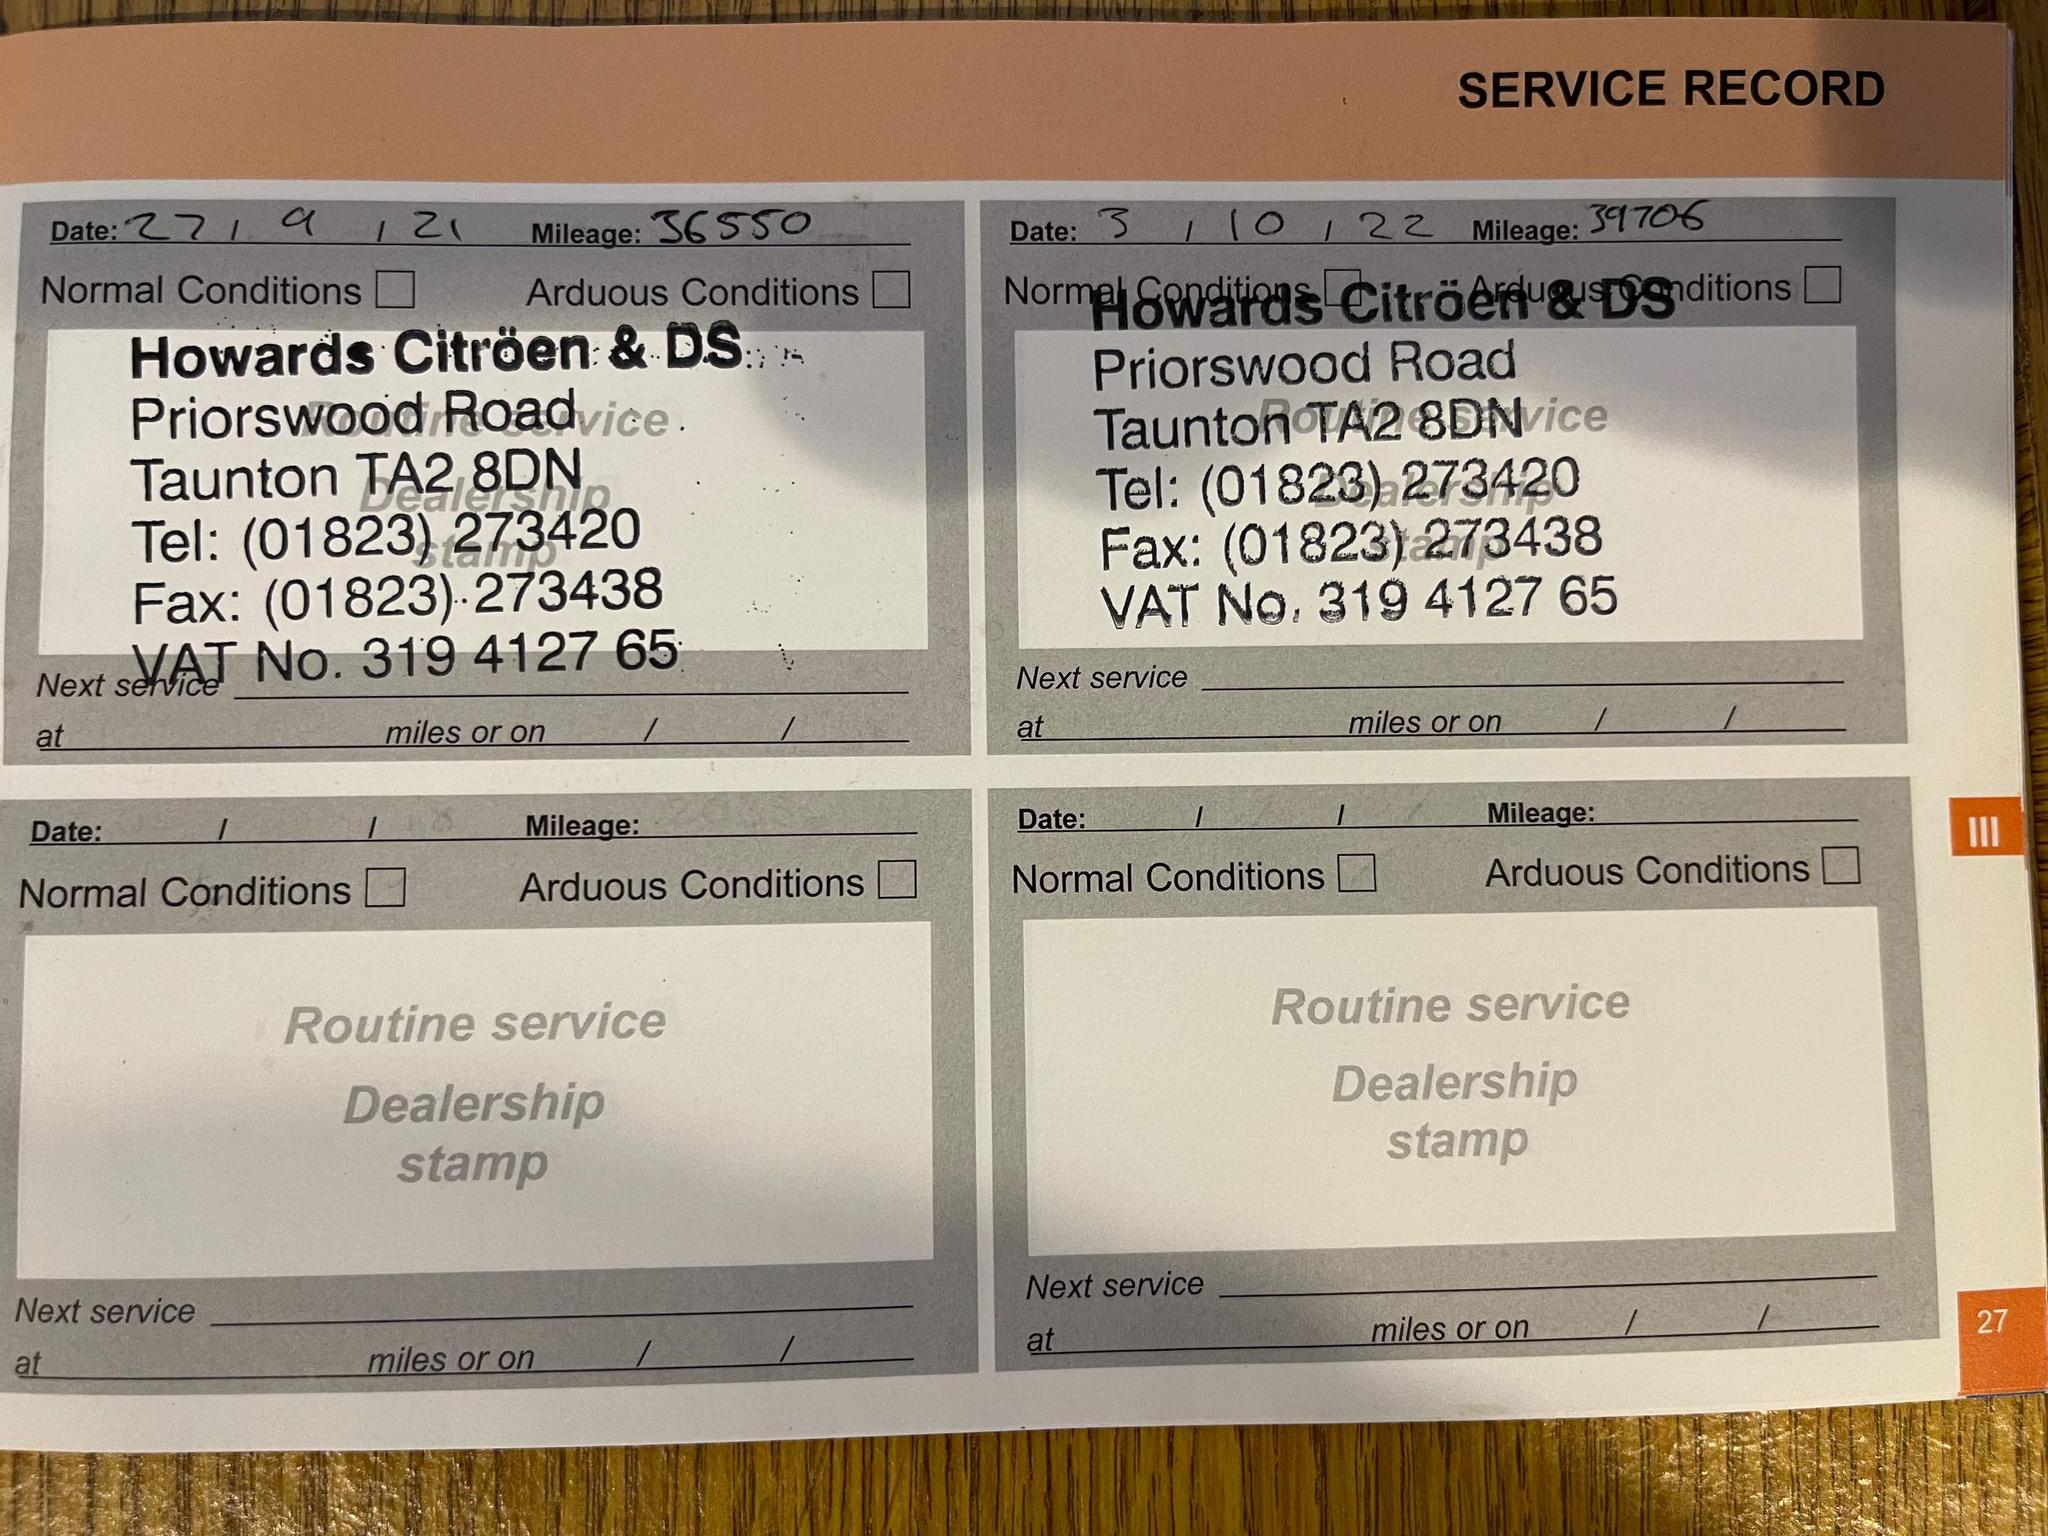 SERVICE RECORD
Date: 27 / 9 / 21 Mileage: 36550
Normal Conditions Arduous Conditions
Howards Citröen & DS
Priorswood Road
Routine service
Taunton TA2 8DN
Dealership
Tel: (01823) 273420
stamp
Fax: (01823) 273438
VAT No. 319 4127 65
Next service
at miles or on / /
Date: 3 / 10 / 22 Mileage: 39706
Normal Conditions Arduous Conditions
Howards Citröen & DS
Priorswood Road
Taunton TA2 8DN
Routine service
Tel: (01823) 273420
Dealership
Fax: (01823) 273438
stamp
VAT No. 319 4127 65
Next service
at miles or on / /
Date: / / Mileage:
Normal Conditions Arduous Conditions
Routine service
Dealership
stamp
Next service
at miles or on / /
Date: / / Mileage:
Normal Conditions Arduous Conditions
Routine service
Dealership
stamp
Next service
at miles or on / /
III
27